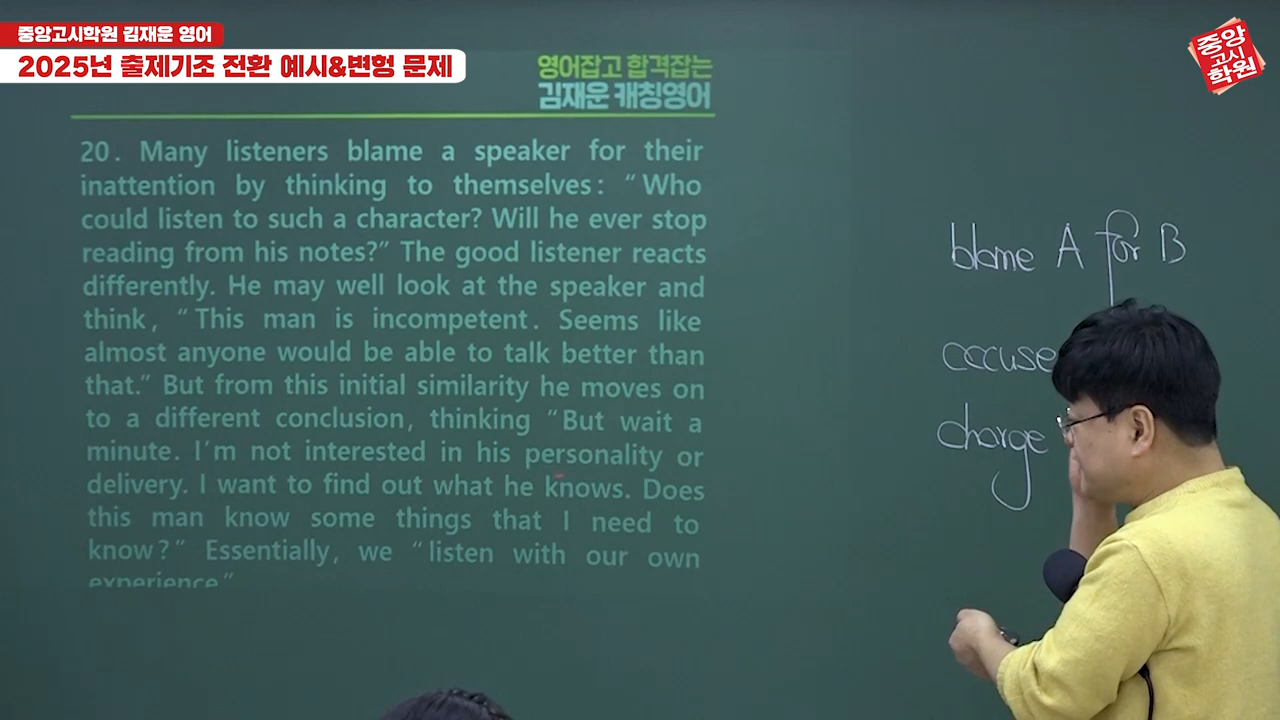 중앙고시학원 김재운 영어
2025년 출제기조 전환 예시&변형 문제
중앙
고시
학원
영어잡고 합격잡는
김재운 캐칭영어
20. Many listeners blame a speaker for their
inattention by thinking to themselves: “Who
could listen to such a character? Will he ever stop
reading from his notes?” The good listener reacts
differently. He may well look at the speaker and
think, “This man is incompetent. Seems like
almost anyone would be able to talk better than
that.” But from this initial similarity he moves on
to a different conclusion, thinking “But wait a
minute. I’m not interested in his personality or
delivery. I want to find out what he knows. Does
this man know some things that I need to
know?” Essentially, we “listen with our own
experience”
blame A for B
accuse
charge